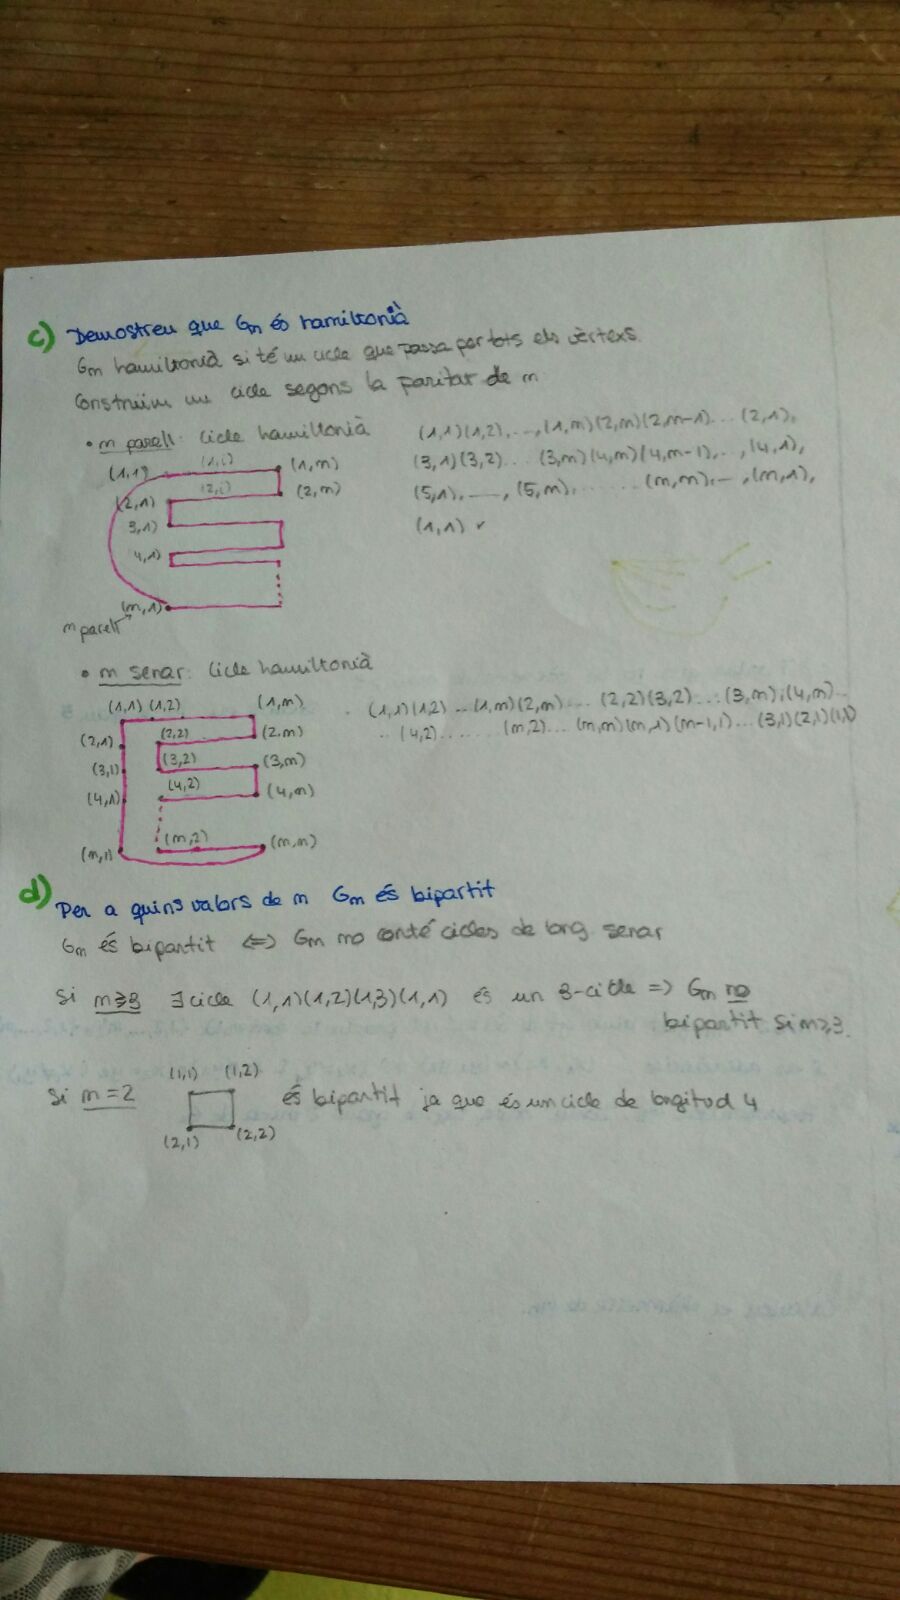 c) Demostreu que Gm és hamiltonià
Gm hamiltonià si té un cicle que passa per tots els vèrtexs.
Construïm un cicle segons la paritat de m
• m parell: Cicle hamiltonià
(1,1)(1,2),...,(1,m)(2,m)(2,m-1)...(2,1),
(3,1)(3,2)...(3,m)(4,m)(4,m-1),..,(4,1),
(5,1),—,(5,m),......(m,m),-,(m,1),
(1,1) ✓
(1,1) (1,i) (1,m)
(2,1) (2,i) (2,m)
3,1)
4,1)
(m,1)
m parell
• m senar: Cicle hamiltonià
(1,1)(1,2)...(1,m)(2,m)...(2,2)(3,2)...(3,m),(4,m)...
..(4,2)......(m,2)...(m,m)(m,1)(m-1,1)...(3,1)(2,1)(1,1)
(1,1) (1,2) (1,m)
(2,1) (2,2) (2,m)
(3,1) (3,2) (3,m)
(4,1) (4,2) (4,m)
(m,1) (m,2) (m,m)
d) Per a quins valors de m Gm és bipartit
Gm és bipartit <=> Gm no conté cicles de long. senar
Si m≥3 ∃ cicle (1,1)(1,2)(1,3)(1,1) és un 3-cicle => Gm no
bipartit si m≥3.
Si m=2 és bipartit ja que és un cicle de longitud 4
(1,1) (1,2)
(2,1) (2,2)